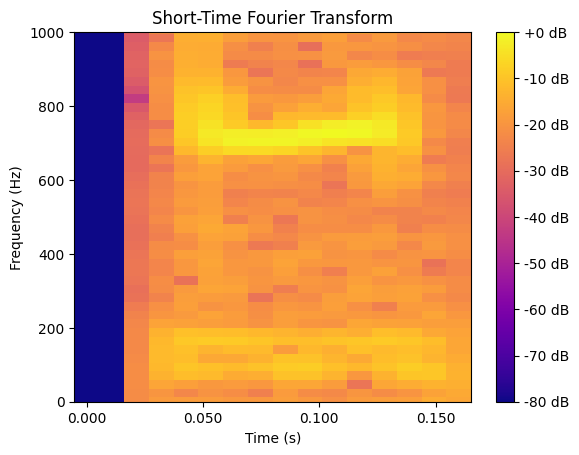 Short-Time Fourier Transform
Frequency (Hz)
1000
800
600
400
200
0
0.000
0.050
0.100
0.150
Time (s)
+0 dB
-10 dB
-20 dB
-30 dB
-40 dB
-50 dB
-60 dB
-70 dB
-80 dB